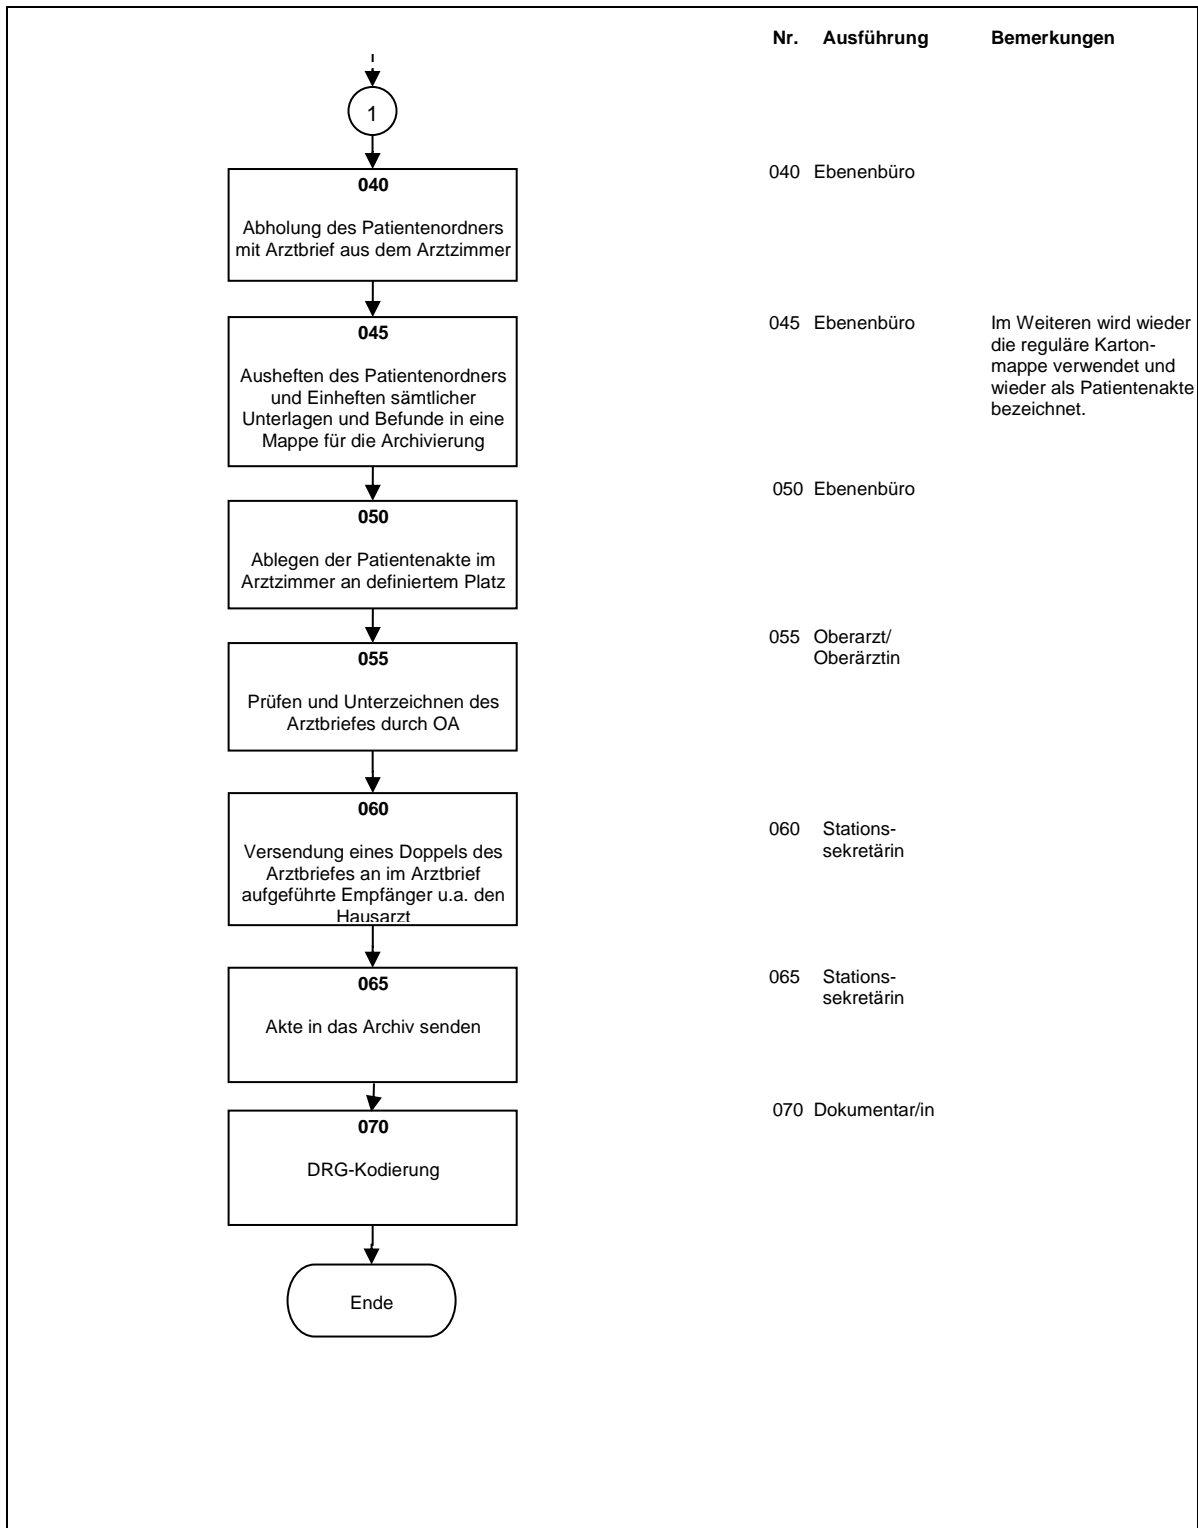 Nr. Ausführung Bemerkungen
1
040
Abholung des Patientenordners
mit Arztbrief aus dem Arztzimmer
040 Ebenenbüro
045
Ausheften des Patientenordners
und Einheften sämtlicher
Unterlagen und Befunde in eine
Mappe für die Archivierung
045 Ebenenbüro
Im Weiteren wird wieder
die reguläre Karton-
mappe verwendet und
wieder als Patientenakte
bezeichnet.
050
Ablegen der Patientenakte im
Arztzimmer an definiertem Platz
050 Ebenenbüro
055
Prüfen und Unterzeichnen des
Arztbriefes durch OA
055 Oberarzt/
Oberärztin
060
Versendung eines Doppels des
Arztbriefes an im Arztbrief
aufgeführte Empfänger u.a. den
Hausarzt
060 Stations-
sekretärin
065
Akte in das Archiv senden
065 Stations-
sekretärin
070
DRG-Kodierung
070 Dokumentar/in
Ende